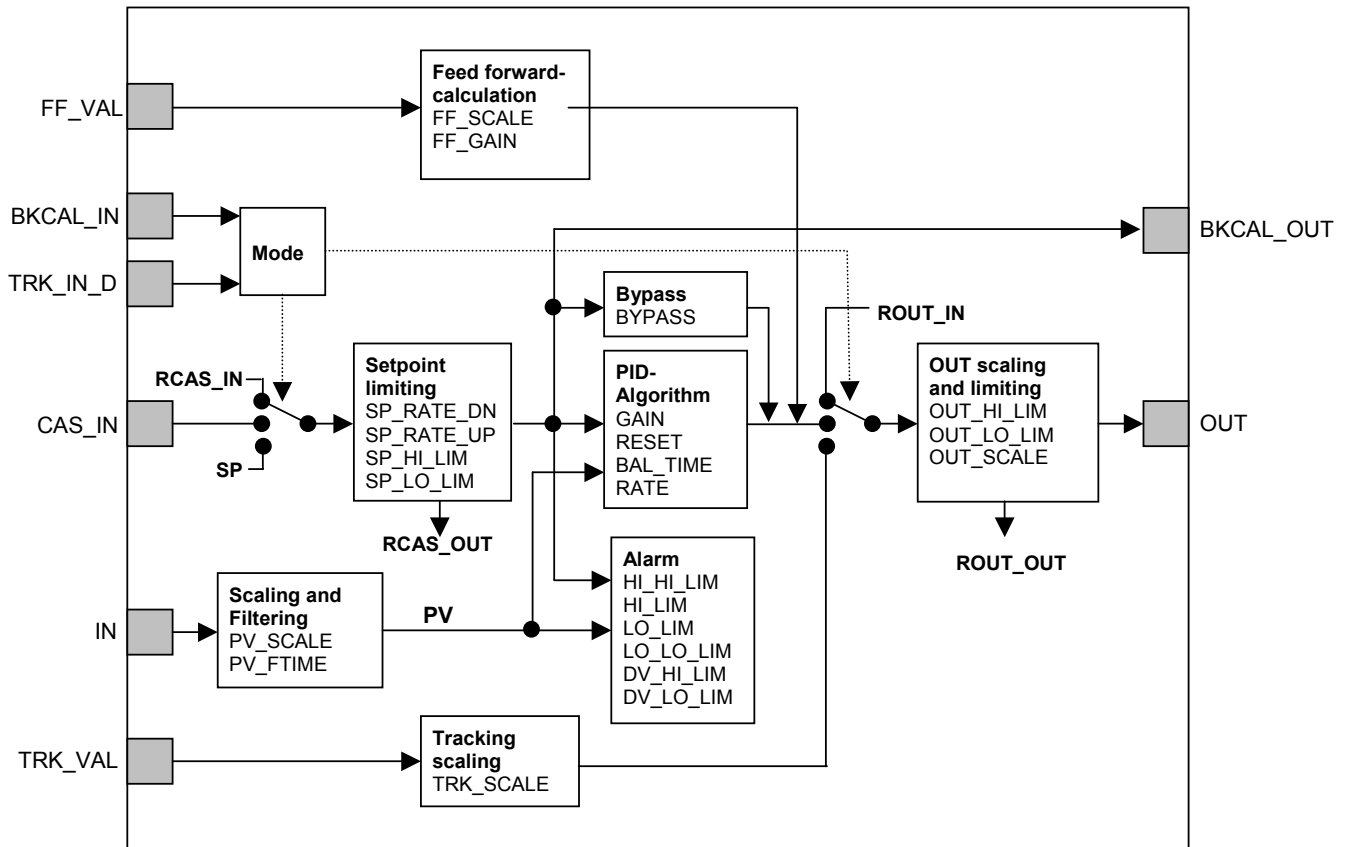 Feed forward-
calculation
FF_SCALE
FF_GAIN
FF_VAL
BKCAL_IN
TRK_IN_D
Mode
BKCAL_OUT
Bypass
BYPASS
ROUT_IN
RCAS_IN
CAS_IN
SP
Setpoint
limiting
SP_RATE_DN
SP_RATE_UP
SP_HI_LIM
SP_LO_LIM
RCAS_OUT
PID-
Algorithm
GAIN
RESET
BAL_TIME
RATE
OUT scaling
and limiting
OUT_HI_LIM
OUT_LO_LIM
OUT_SCALE
OUT
ROUT_OUT
IN
Scaling and
Filtering
PV_SCALE
PV_FTIME
PV
Alarm
HI_HI_LIM
HI_LIM
LO_LIM
LO_LO_LIM
DV_HI_LIM
DV_LO_LIM
TRK_VAL
Tracking
scaling
TRK_SCALE